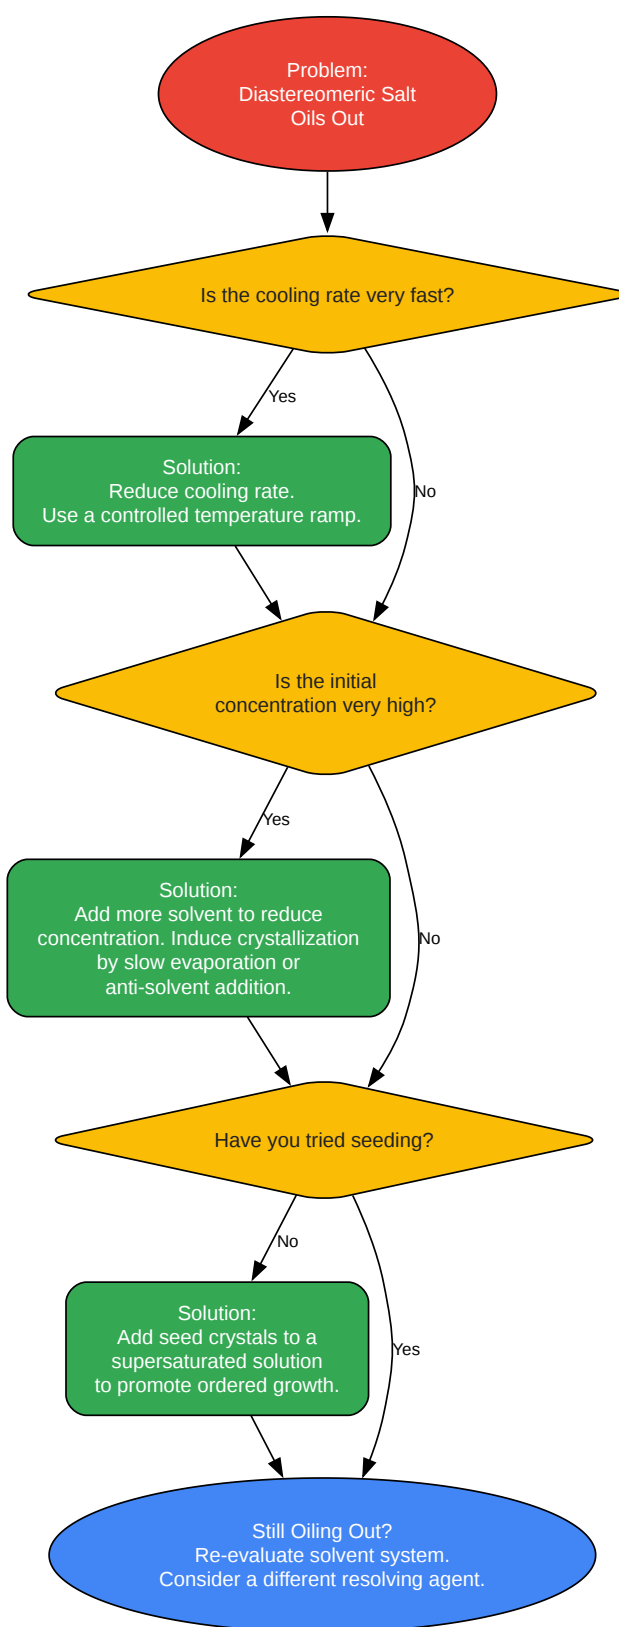 Problem:
Diastereomeric Salt
Oils Out
Is the cooling rate very fast?
Yes
Solution:
Reduce cooling rate.
Use a controlled temperature ramp.
No
Is the initial
concentration very high?
Yes
Solution:
Add more solvent to reduce
concentration. Induce crystallization
by slow evaporation or
anti-solvent addition.
No
Have you tried seeding?
No
Solution:
Add seed crystals to a
supersaturated solution
to promote ordered growth.
Yes
Still Oiling Out?
Re-evaluate solvent system.
Consider a different resolving agent.